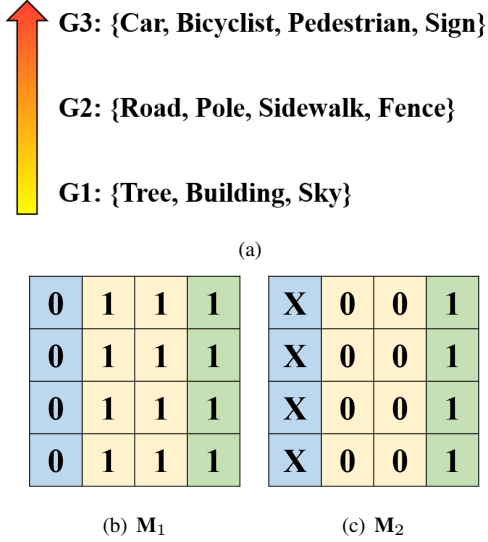 G3: {Car, Bicyclist, Pedestrian, Sign}
G2: {Road, Pole, Sidewalk, Fence}
G1: {Tree, Building, Sky}
(a)
0 1 1 1 X 0 0 1
0 1 1 1 X 0 0 1
0 1 1 1 X 0 0 1
0 1 1 1 X 0 0 1
(b) M₁ (c) M₂